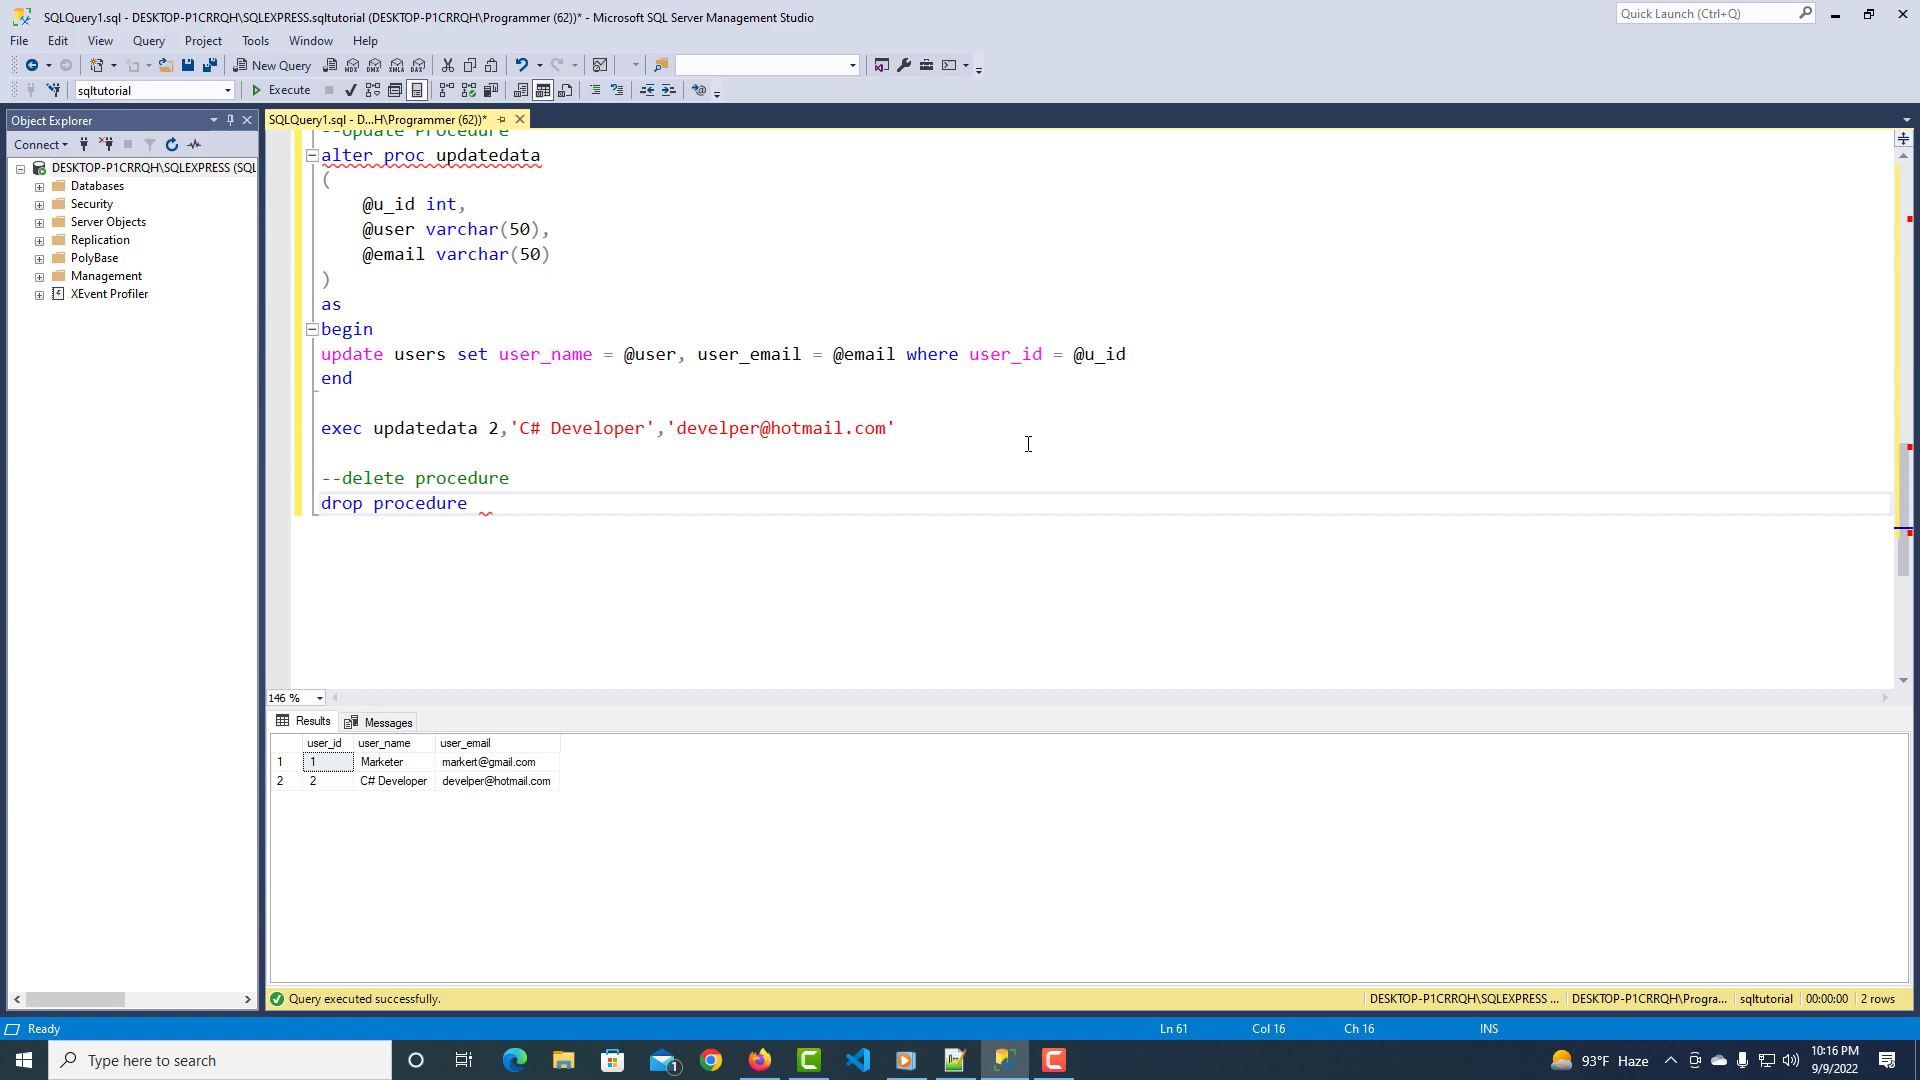 SQLQuery1.sql - DESKTOP-P1CRRQH\SQLEXPRESS.sqltutorial (DESKTOP-P1CRRQH\Programmer (62))* - Microsoft SQL Server Management Studio
Quick Launch (Ctrl+Q)
File Edit View Query Project Tools Window Help
New Query MDX DMX XMLA DAX
sqltutorial Execute
Object Explorer
SQLQuery1.sql - D...H\Programmer (62))*
Connect
DESKTOP-P1CRRQH\SQLEXPRESS (SQL
Databases
Security
Server Objects
Replication
PolyBase
Management
XEvent Profiler
--Update Procedure
alter proc updatedata
(
@u_id int,
@user varchar(50),
@email varchar(50)
)
as
begin
update users set user_name = @user, user_email = @email where user_id = @u_id
end
exec updatedata 2,'C# Developer','develper@hotmail.com'
--delete procedure
drop procedure
146 %
Results Messages
user_id user_name user_email
1 1 Marketer markert@gmail.com
2 2 C# Developer develper@hotmail.com
Query executed successfully. DESKTOP-P1CRRQH\SQLEXPRESS ... DESKTOP-P1CRRQH\Progra... sqltutorial 00:00:00 2 rows
Ready Ln 61 Col 16 Ch 16 INS
Type here to search 1 93°F Haze 10:16 PM
9/9/2022